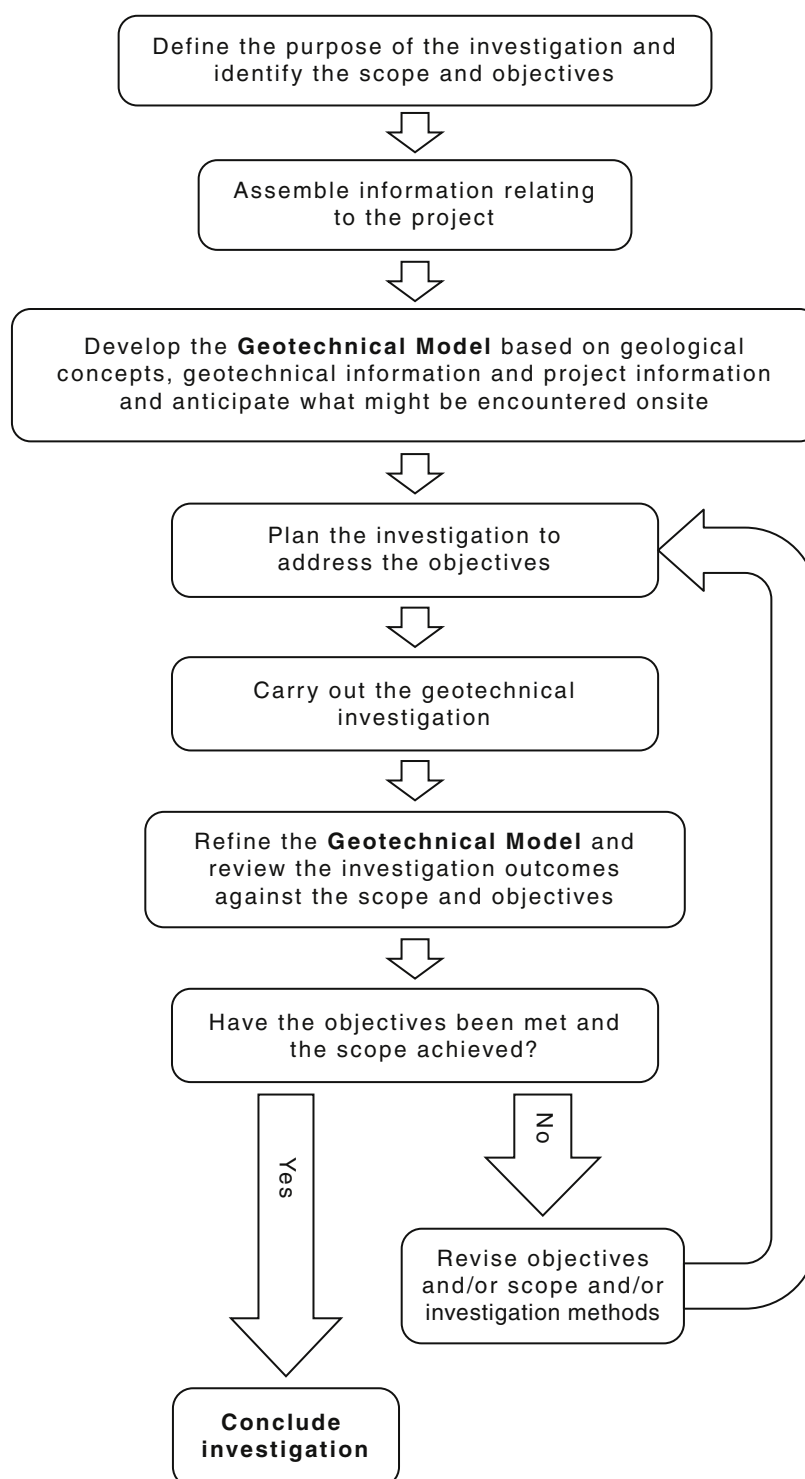 Define the purpose of the investigation and
identify the scope and objectives
Assemble information relating
to the project
Develop the Geotechnical Model based on geological
concepts, geotechnical information and project information
and anticipate what might be encountered onsite
Plan the investigation to
address the objectives
Carry out the geotechnical
investigation
Refine the Geotechnical Model and
review the investigation outcomes
against the scope and objectives
Have the objectives been met and
the scope achieved?
Yes
No
Revise objectives
and/or scope and/or
investigation methods
Conclude
investigation